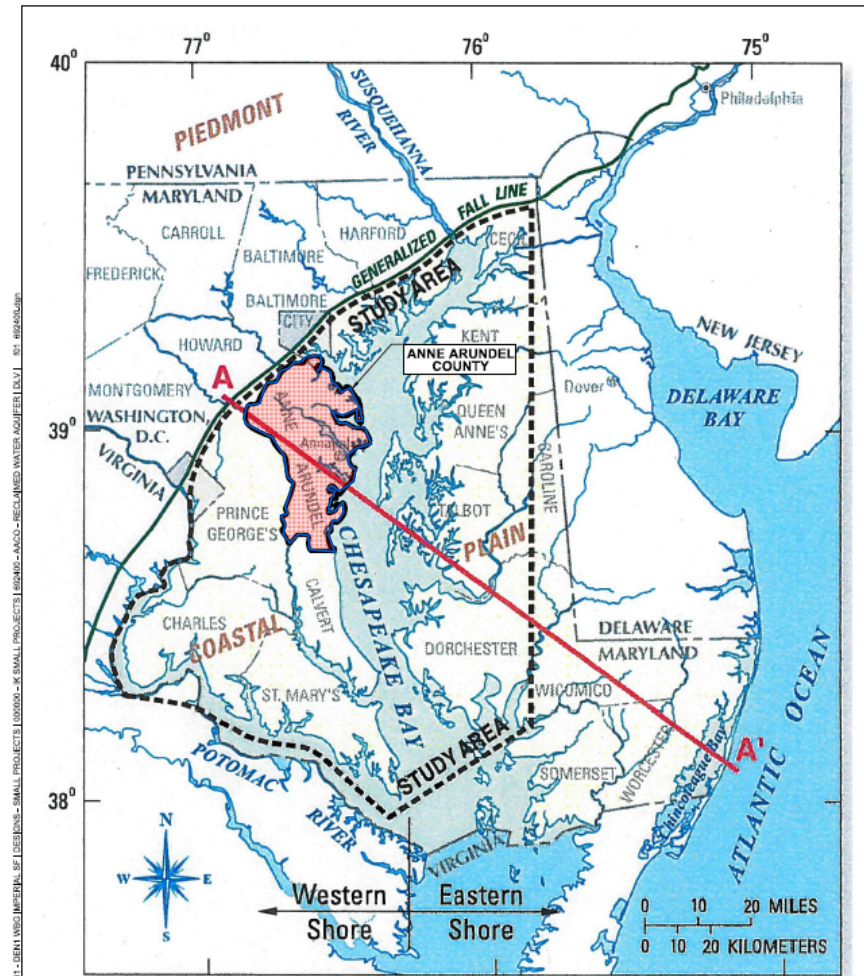 77°
76°
75°
40°
Philadelphia
SUSQUEHANNA
RIVER
PIEDMONT
PENNSYLVANIA
MARYLAND
GENERALIZED FALL LINE
CARROLL
HARFORD
CECIL
BALTIMORE
FREDERICK
STUDY AREA
BALTIMORE
CITY
KENT
NEW JERSEY
HOWARD
ANNE ARUNDEL
COUNTY
MONTGOMERY
A
Dover
DELAWARE
BAY
WASHINGTON,
D.C.
ANNE
ARUNDEL
QUEEN
ANNE'S
39°
VIRGINIA
CAROLINE
TALBOT
PRINCE
GEORGE'S
PLAIN
CHESAPEAKE BAY
CALVERT
CHARLES
COASTAL
DORCHESTER
DELAWARE
MARYLAND
ST. MARY'S
WICOMICO
STUDY AREA
WORCESTER
SOMERSET
A'
Chincoteague Bay
ATLANTIC OCEAN
POTOMAC
RIVER
38°
VIRGINIA
N
W E
S
Western
Shore
Eastern
Shore
0 10 20 MILES
0 10 20 KILOMETERS